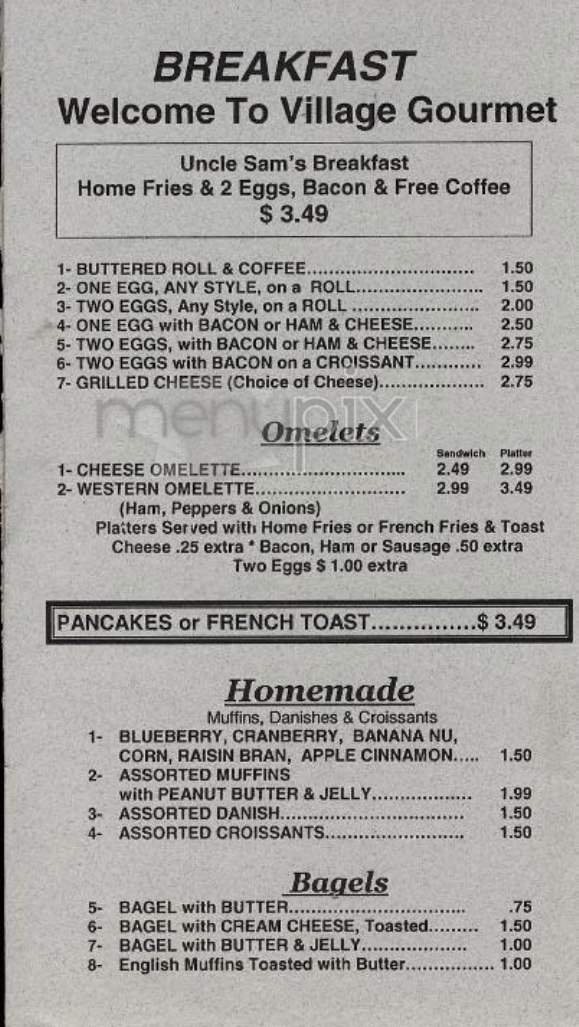 BREAKFAST
Welcome To Village Gourmet
Uncle Sam's Breakfast
Home Fries & 2 Eggs, Bacon & Free Coffee
$ 3.49
1- BUTTERED ROLL & COFFEE.............................. 1.50
2- ONE EGG, ANY STYLE, on a ROLL....................... 1.50
3- TWO EGGS, Any Style, on a ROLL ....................... 2.00
4- ONE EGG with BACON or HAM & CHEESE........... 2.50
5- TWO EGGS, with BACON or HAM & CHEESE........ 2.75
6- TWO EGGS with BACON on a CROISSANT............ 2.99
7- GRILLED CHEESE (Choice of Cheese)................... 2.75
menupix
Omelets
Sandwich Platter
1- CHEESE OMELETTE.............................. 2.49 2.99
2- WESTERN OMELETTE........................... 2.99 3.49
(Ham, Peppers & Onions)
Platters Served with Home Fries or French Fries & Toast
Cheese .25 extra * Bacon, Ham or Sausage .50 extra
Two Eggs $ 1.00 extra
PANCAKES or FRENCH TOAST...............$ 3.49
Homemade
Muffins, Danishes & Croissants
1- BLUEBERRY, CRANBERRY, BANANA NU,
CORN, RAISIN BRAN, APPLE CINNAMON..... 1.50
2- ASSORTED MUFFINS
with PEANUT BUTTER & JELLY.................. 1.99
3- ASSORTED DANISH................................. 1.50
4- ASSORTED CROISSANTS......................... 1.50
Bagels
5- BAGEL with BUTTER................................ .75
6- BAGEL with CREAM CHEESE, Toasted......... 1.50
7- BAGEL with BUTTER & JELLY................... 1.00
8- English Muffins Toasted with Butter................ 1.00